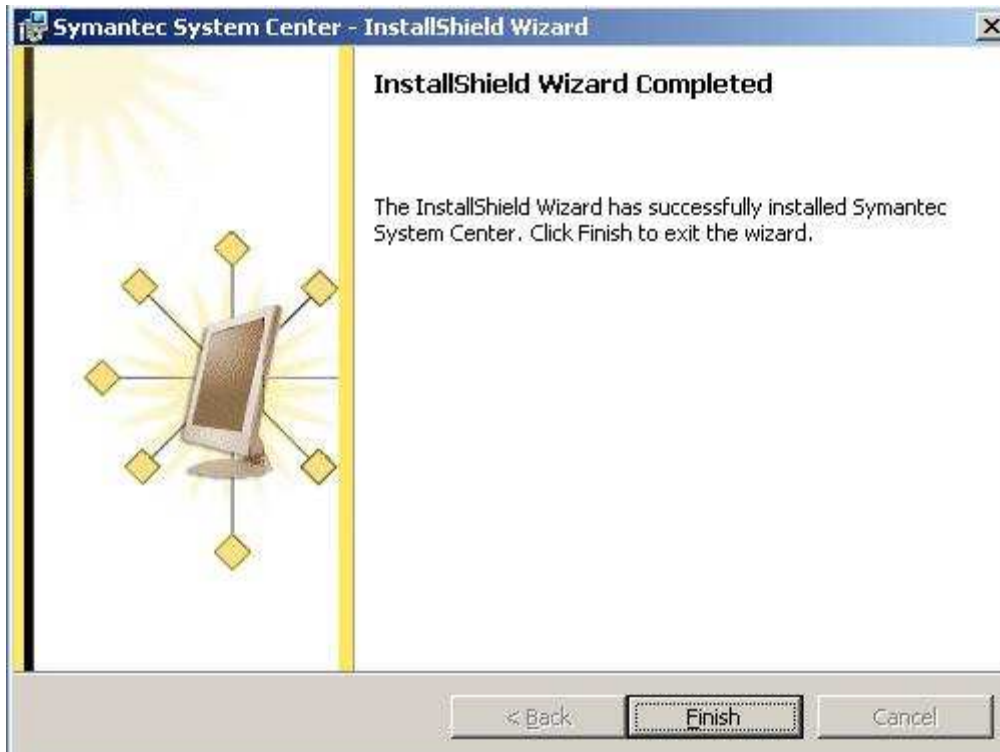 Symantec System Center - InstallShield Wizard
InstallShield Wizard Completed
The InstallShield Wizard has successfully installed Symantec
System Center. Click Finish to exit the wizard.
< Back Finish Cancel